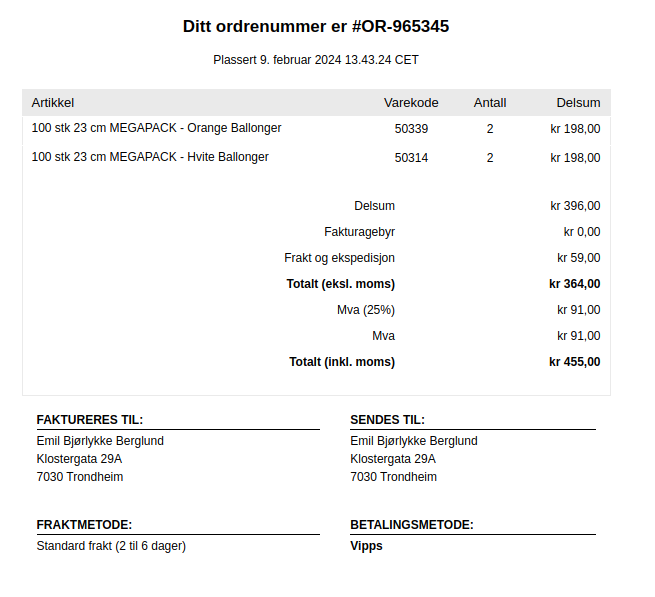 Ditt ordrenummer er #OR-965345
Plassert 9. februar 2024 13.43.24 CET
Artikkel Varekode Antall Delsum
100 stk 23 cm MEGAPACK - Orange Ballonger 50339 2 kr 198,00
100 stk 23 cm MEGAPACK - Hvite Ballonger 50314 2 kr 198,00
Delsum kr 396,00
Fakturagebyr kr 0,00
Frakt og ekspedisjon kr 59,00
Totalt (eksl. moms) kr 364,00
Mva (25%) kr 91,00
Mva kr 91,00
Totalt (inkl. moms) kr 455,00
FAKTURERES TIL: SENDES TIL:
Emil Bjørlykke Berglund Emil Bjørlykke Berglund
Klostergata 29A Klostergata 29A
7030 Trondheim 7030 Trondheim
FRAKTMETODE: BETALINGSMETODE:
Standard frakt (2 til 6 dager) Vipps